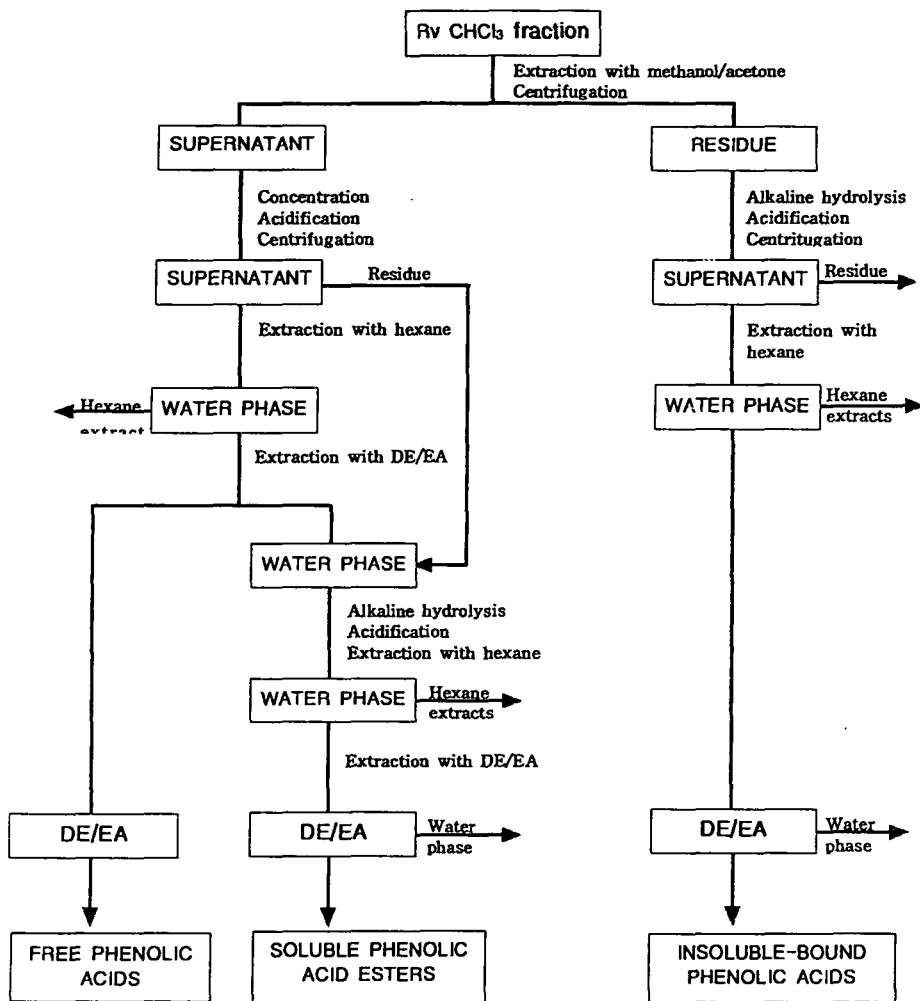 Rv CHCl₃ fraction
Extraction with methanol/acetone
Centrifugation
SUPERNATANT
RESIDUE
Concentration
Acidification
Centrifugation
Alkaline hydrolysis
Acidification
Centritugation
SUPERNATANT
Residue
SUPERNATANT
Residue
Extraction with hexane
Extraction with
hexane
Hexane
extract
WATER PHASE
WATER PHASE
Hexane
extracts
Extraction with DE/EA
WATER PHASE
Alkaline hydrolysis
Acidification
Extraction with hexane
WATER PHASE
Hexane
extracts
Extraction with DE/EA
DE/EA
DE/EA
Water
phase
DE/EA
Water
phase
FREE PHENOLIC
ACIDS
SOLUBLE PHENOLIC
ACID ESTERS
INSOLUBLE-BOUND
PHENOLIC ACIDS